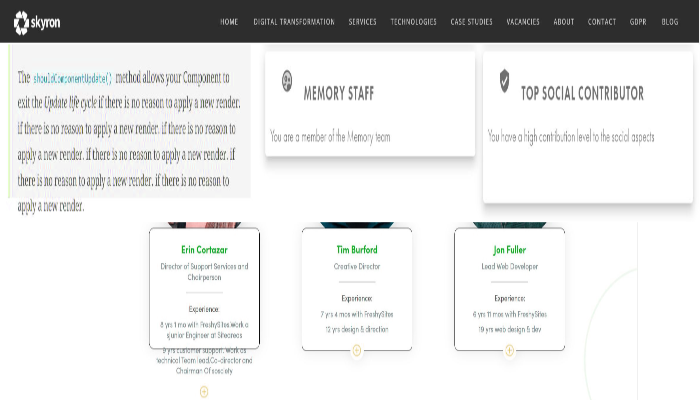 skyron
HOME DIGITAL TRANSFORMATION SERVICES TECHNOLOGIES CASE STUDIES VACANCIES ABOUT CONTACT GDPR BLOG
The shouldComponentUpdate() method allows your Component to
exit the Update life cycle if there is no reason to apply a new render.
if there is no reason to apply a new render. if there is no reason to
apply a new render. if there is no reason to apply a new render. if
there is no reason to apply a new render. if there is no reason to
apply a new render.
MEMORY STAFF
You are a member of the Memory team
TOP SOCIAL CONTRIBUTOR
You have a high contribution level to the social aspects
Erin Cortazar
Director of Support Services and
Chairperson
Experience:
8 yrs 1 mo with FreshySites Work a
sjunior Engineer at Siteoreos
9 yrs customer support. Work as
technical Team lead.Co-director and
Chairman Of sosciety
Tim Burford
Creative Director
Experience:
7 yrs 4 mos with FreshySites
12 yrs design & direction
Jon Fuller
Lead Web Developer
Experience:
6 yrs 11 mos with FreshySites
19 yrs web design & dev